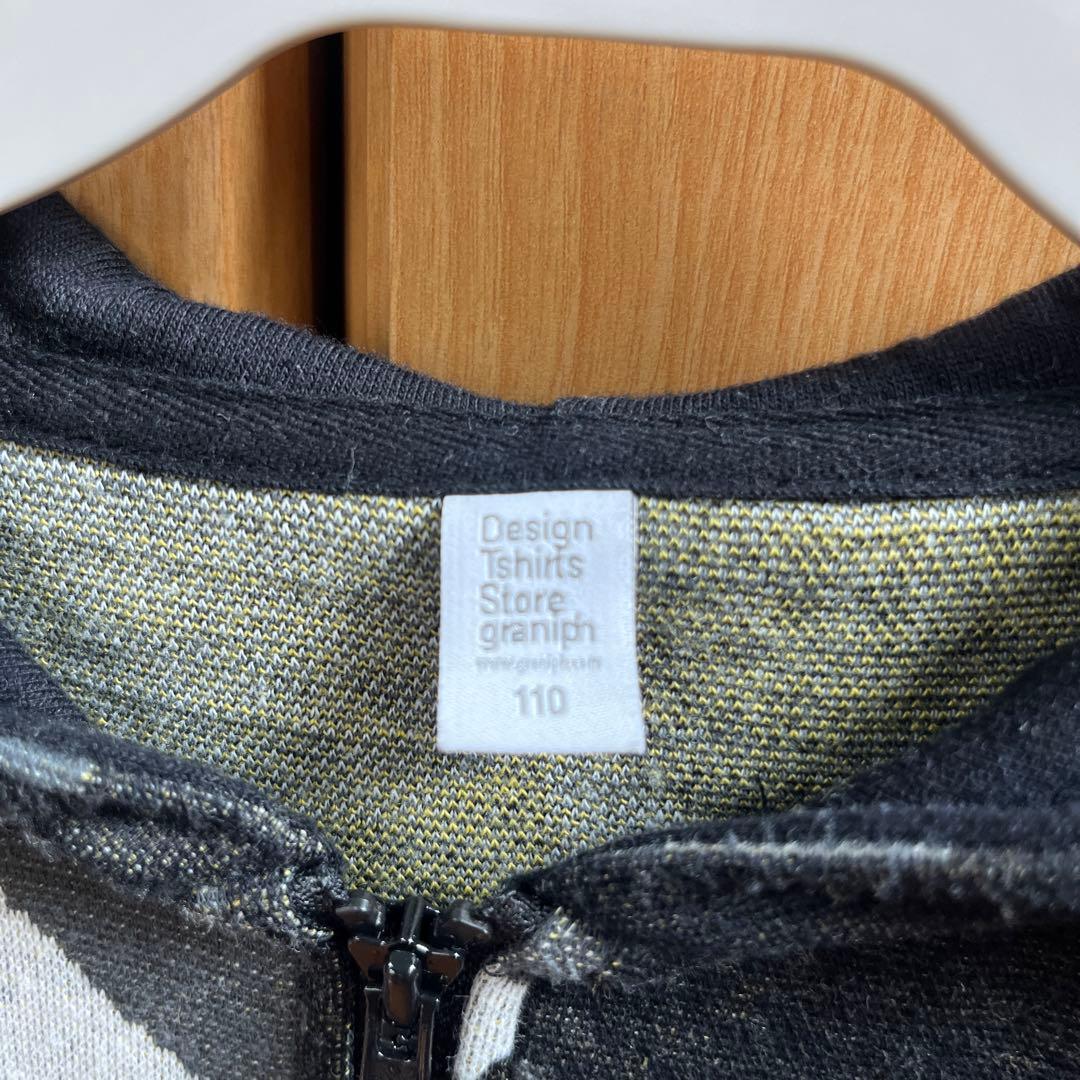 Design
Tshirts
Store
graniph
110